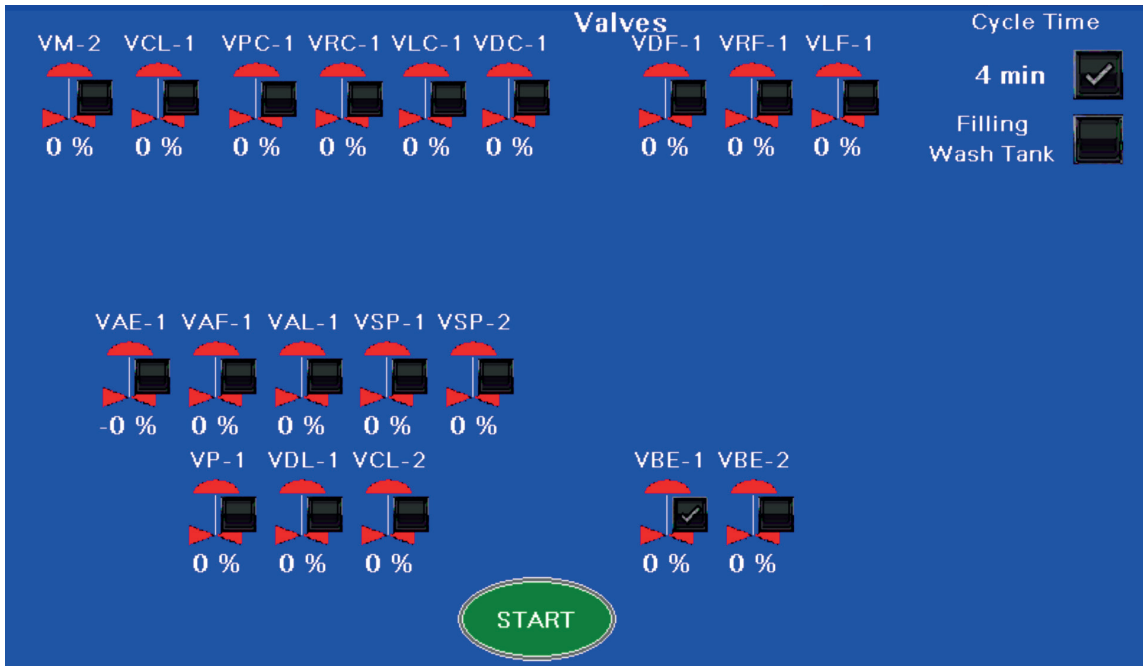 Valves
Cycle Time
VM-2 VCL-1 VPC-1 VRC-1 VLC-1 VDC-1 VDF-1 VRF-1 VLF-1
4 min
0 % 0 % 0 % 0 % 0 % 0 % 0 % 0 % 0 %
Filling
Wash Tank
VAE-1 VAF-1 VAL-1 VSP-1 VSP-2
-0 % 0 % 0 % 0 % 0 %
VP-1 VDL-1 VCL-2 VBE-1 VBE-2
0 % 0 % 0 % 0 % 0 %
START